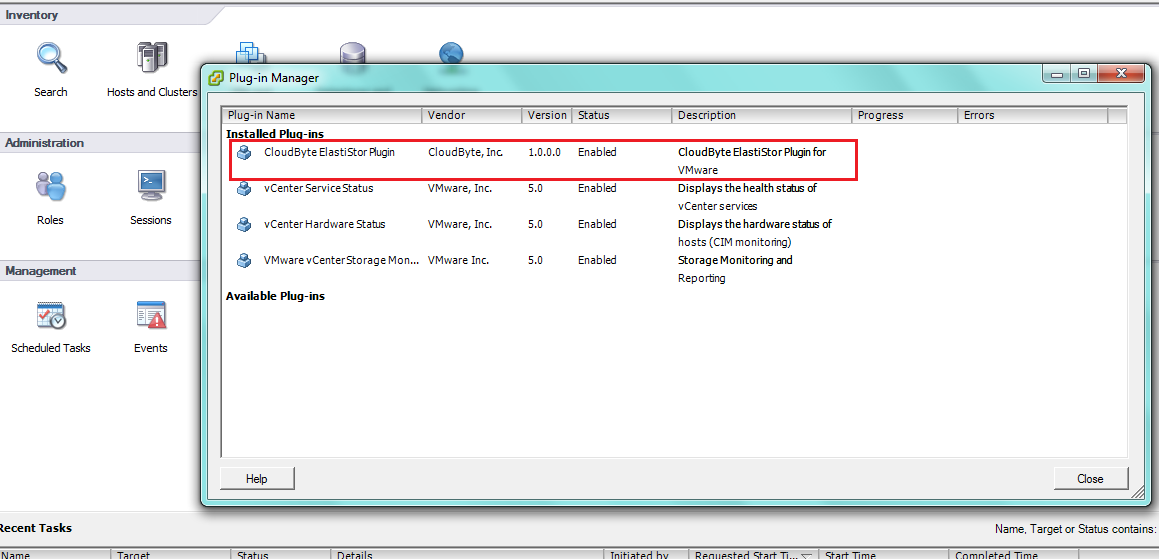 Inventory
Search
Hosts and Clusters
Plug-in Manager
Plug-in Name Vendor Version Status Description Progress Errors
Installed Plug-ins
CloudByte ElastiStor Plugin CloudByte, Inc. 1.0.0.0 Enabled CloudByte ElastiStor Plugin for
VMware
vCenter Service Status VMware, Inc. 5.0 Enabled Displays the health status of
vCenter services
vCenter Hardware Status VMware, Inc. 5.0 Enabled Displays the hardware status of
hosts (CIM monitoring)
VMware vCenter Storage Mon... VMware Inc. 5.0 Enabled Storage Monitoring and
Reporting
Available Plug-ins
Help
Close
Administration
Roles
Sessions
Management
Scheduled Tasks
Events
Recent Tasks
Name, Target or Status contains:
Name Target Status Details Initiated by Requested Start Ti... Start Time Completed Time